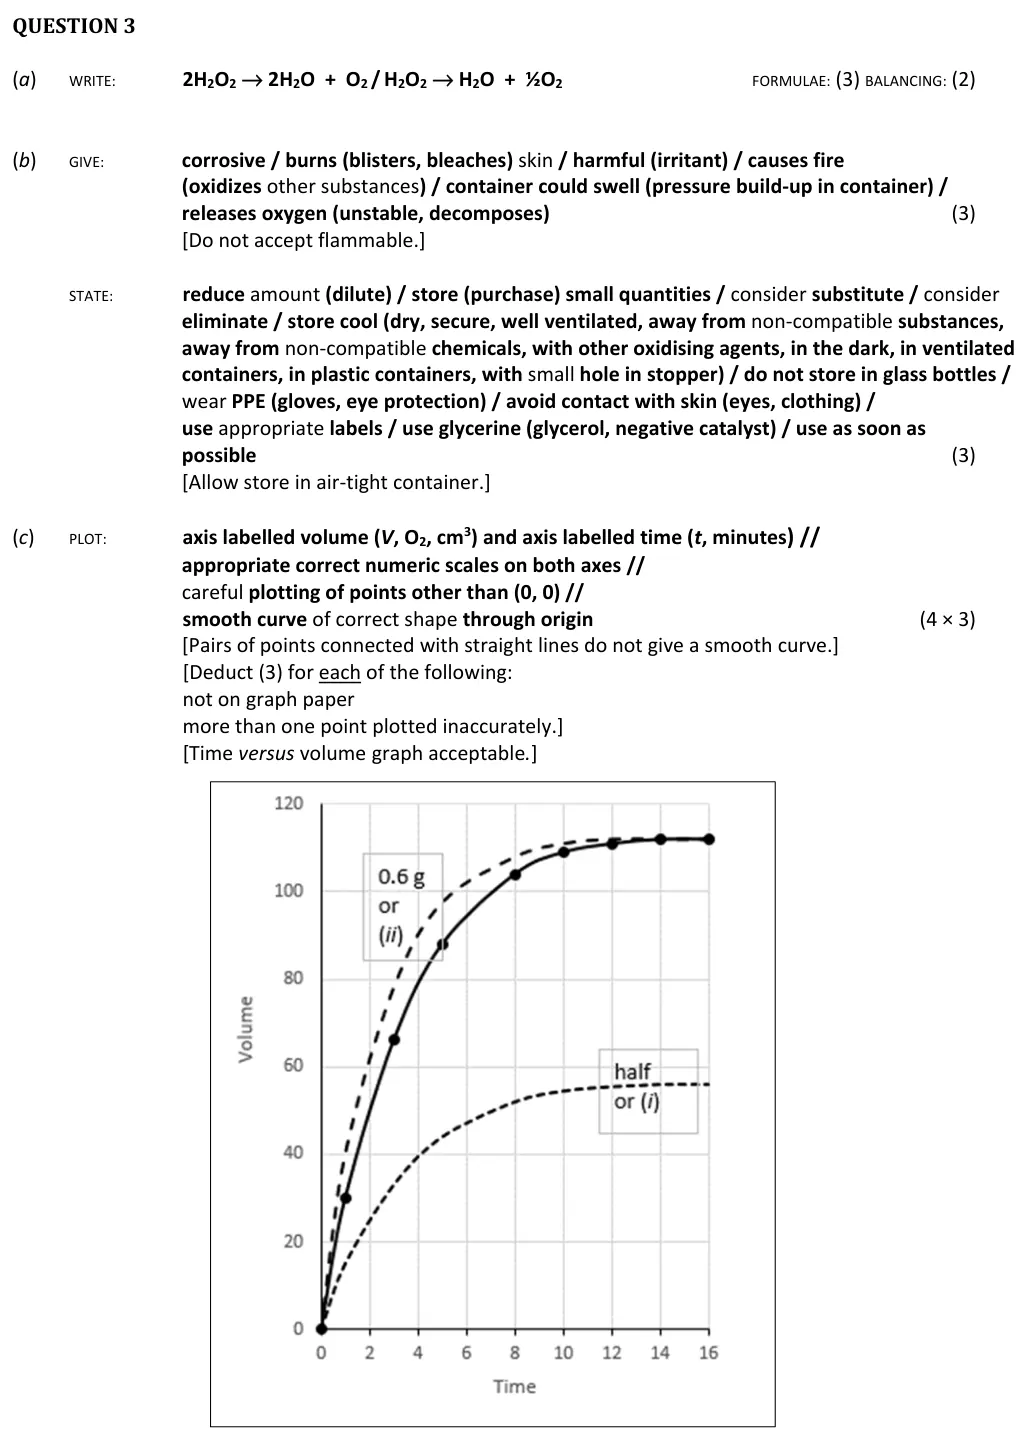 QUESTION 3
(a) WRITE: 2H₂O₂ → 2H₂O + O₂ / H₂O₂ → H₂O + ½O₂ FORMULAE: (3) BALANCING: (2)
(b) GIVE: corrosive / burns (blisters, bleaches) skin / harmful (irritant) / causes fire
(oxidizes other substances) / container could swell (pressure build-up in container) /
releases oxygen (unstable, decomposes) (3)
[Do not accept flammable.]
STATE: reduce amount (dilute) / store (purchase) small quantities / consider substitute / consider
eliminate / store cool (dry, secure, well ventilated, away from non-compatible substances,
away from non-compatible chemicals, with other oxidising agents, in the dark, in ventilated
containers, in plastic containers, with small hole in stopper) / do not store in glass bottles /
wear PPE (gloves, eye protection) / avoid contact with skin (eyes, clothing) /
use appropriate labels / use glycerine (glycerol, negative catalyst) / use as soon as
possible (3)
[Allow store in air-tight container.]
(c) PLOT: axis labelled volume (V, O₂, cm³) and axis labelled time (t, minutes) //
appropriate correct numeric scales on both axes //
careful plotting of points other than (0, 0) //
smooth curve of correct shape through origin (4 × 3)
[Pairs of points connected with straight lines do not give a smooth curve.]
[Deduct (3) for each of the following:
not on graph paper
more than one point plotted inaccurately.]
[Time versus volume graph acceptable.]
120
100
80
60
40
20
0
Volume
0.6 g
or
(ii)
half
or (i)
0 2 4 6 8 10 12 14 16
Time